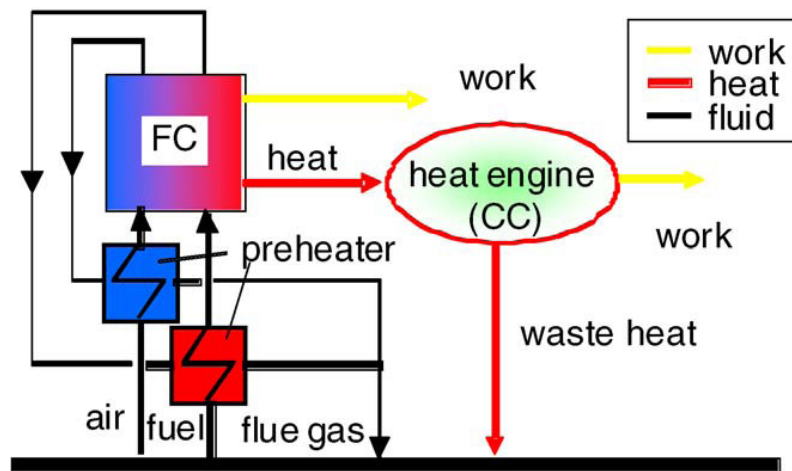 work
heat
fluid
FC
work
heat
heat engine
(CC)
work
preheater
waste heat
air
fuel
flue gas